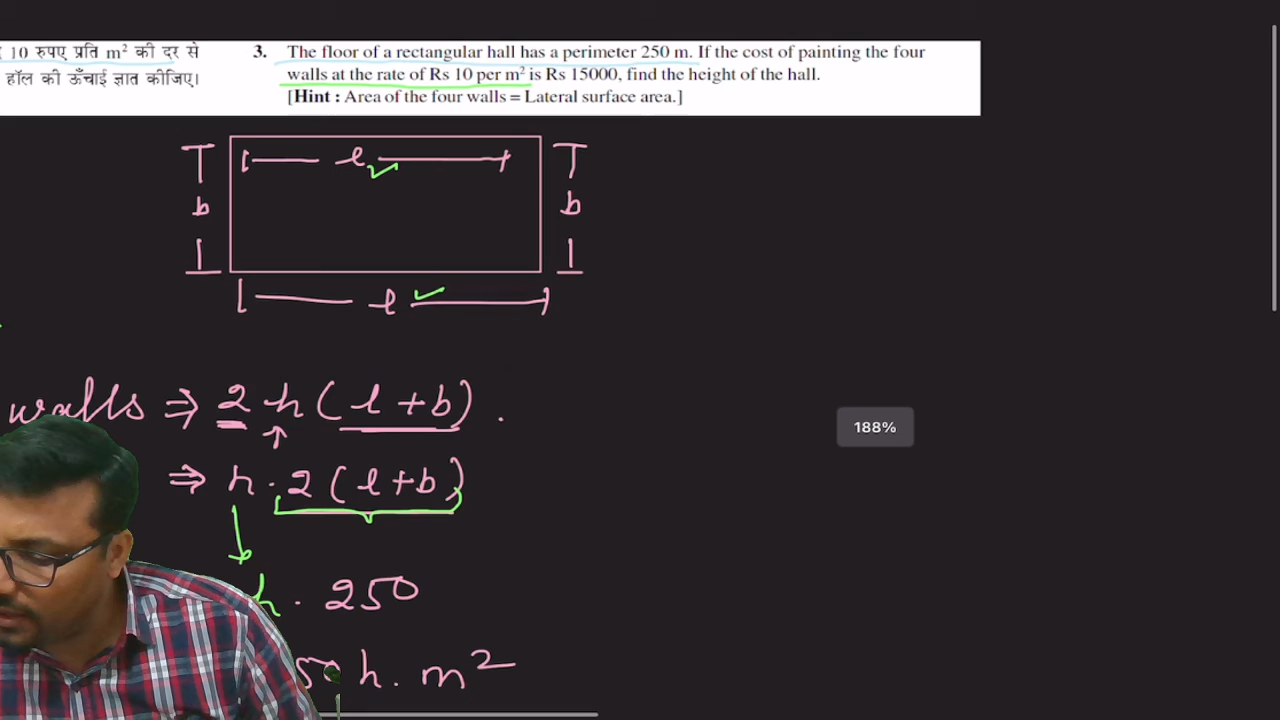 10 रुपए प्रति m² की दर से
हॉल की ऊँचाई ज्ञात कीजिए।
3. The floor of a rectangular hall has a perimeter 250 m. If the cost of painting the four
walls at the rate of Rs 10 per m² is Rs 15000, find the height of the hall.
[Hint : Area of the four walls = Lateral surface area.]
l
b
b
l
walls ⇒ 2 h (l + b).
⇒ h · 2 (l + b)
h · 250
50 h. m²
188%